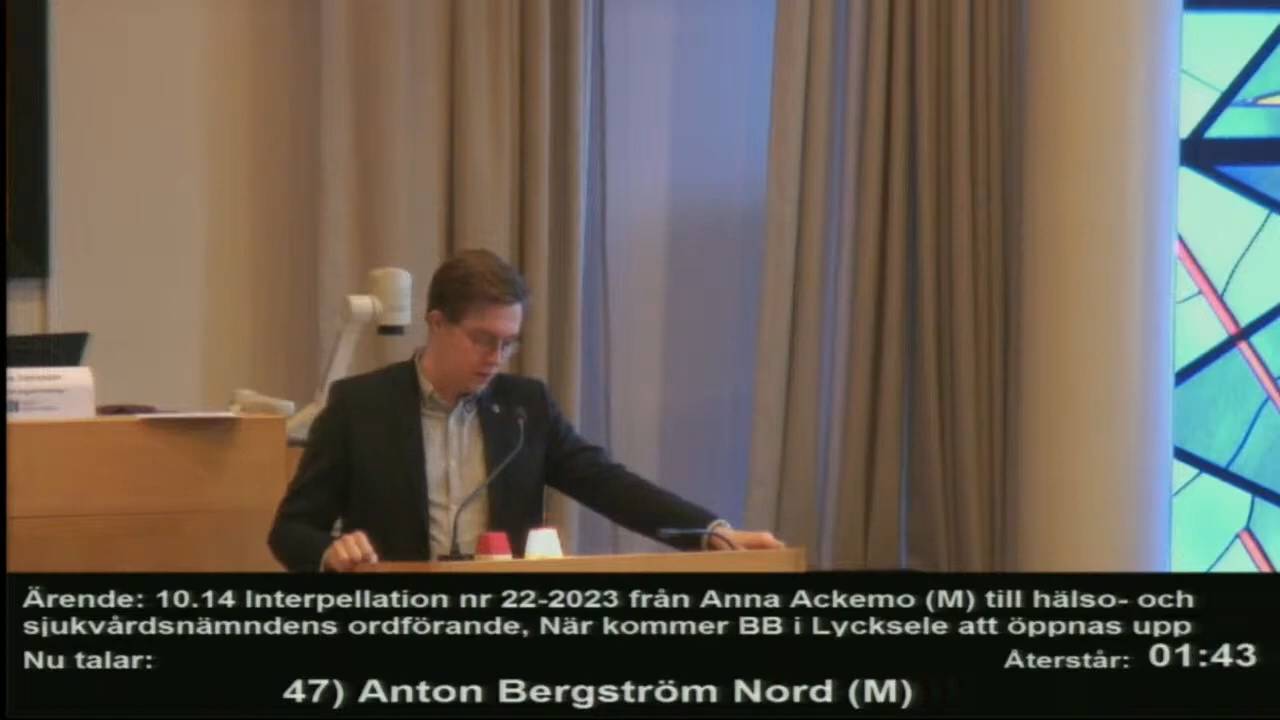 Ärende: 10.14 Interpellation nr 22-2023 från Anna Ackemo (M) till hälso- och
sjukvårdsnämndens ordförande, När kommer BB i Lycksele att öppnas upp
Nu talar:
Återstår: 01:43
47) Anton Bergström Nord (M)